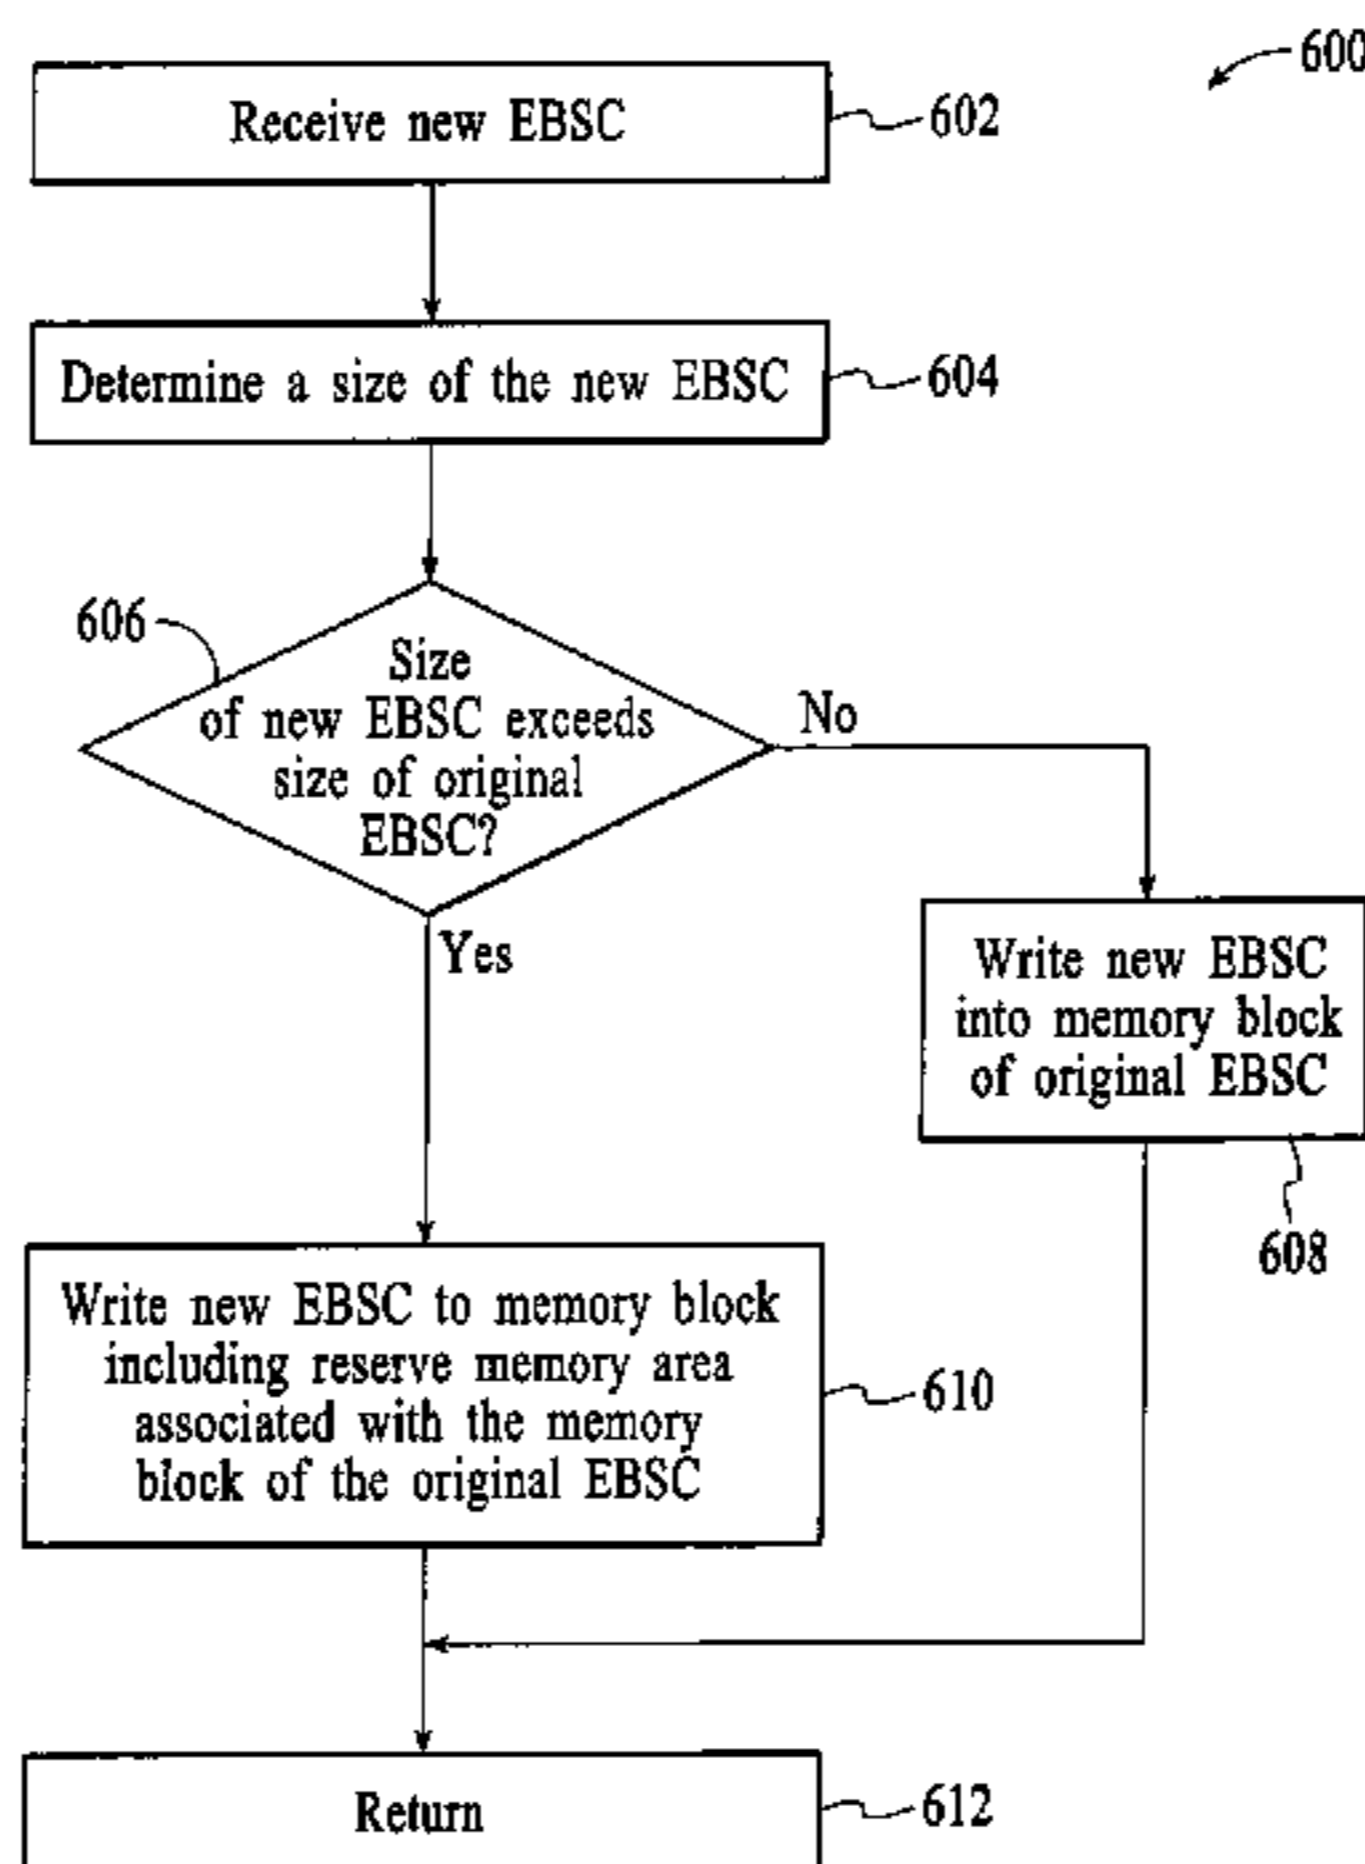 600
Receive new EBSC
602
Determine a size of the new EBSC
604
606
Size
of new EBSC exceeds
size of original
EBSC?
No
Yes
Write new EBSC
into memory block
of original EBSC
608
Write new EBSC to memory block
including reserve memory area
associated with the memory
block of the original EBSC
610
Return
612